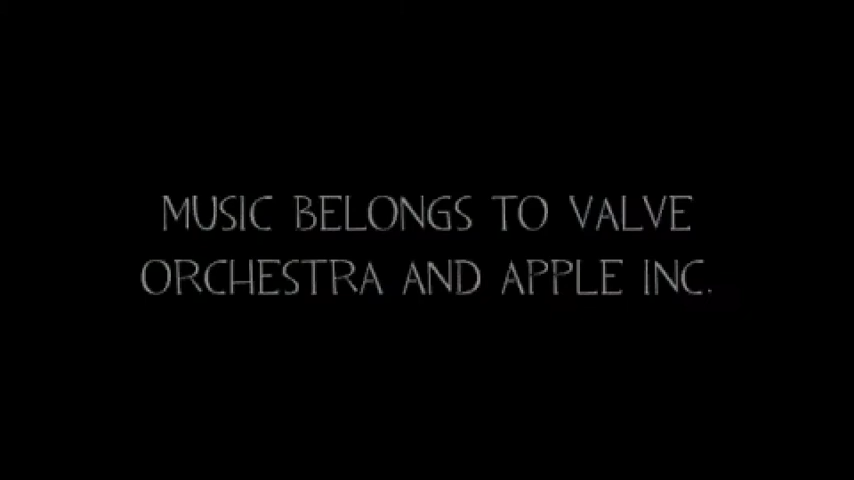 MUSIC BELONGS TO VALVE
ORCHESTRA AND APPLE INC.